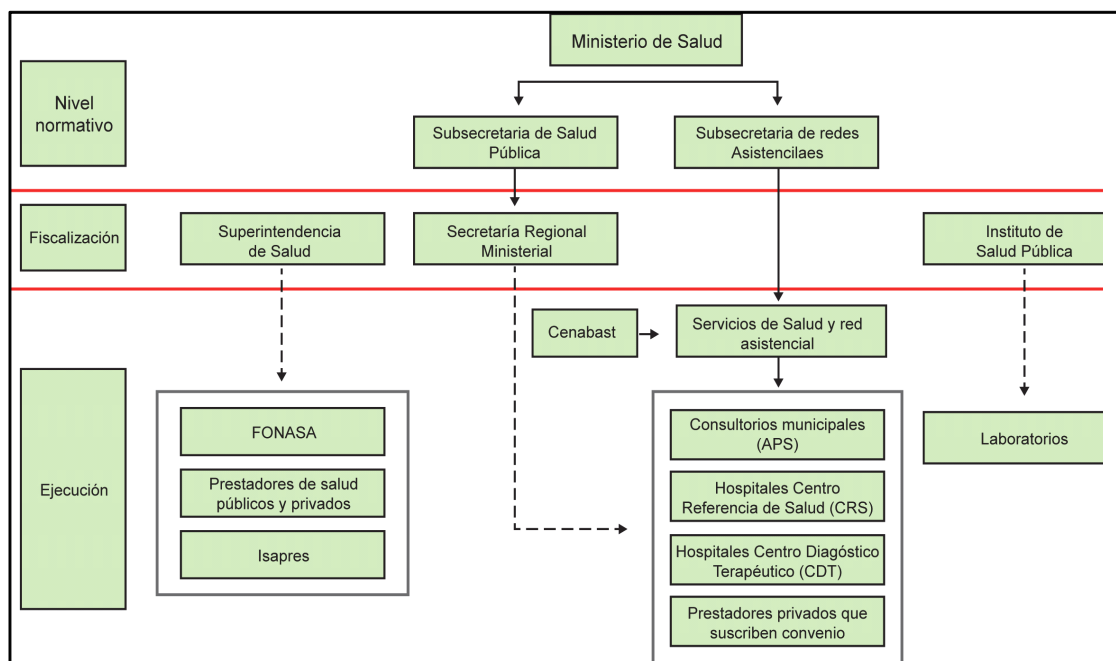 Ministerio de Salud
Nivel
normativo
Subsecretaria de Salud
Pública
Subsecretaria de redes
Asistencilaes
Fiscalización
Superintendencia
de Salud
Secretaría Regional
Ministerial
Instituto de
Salud Pública
Cenabast
Servicios de Salud y red
asistencial
Ejecución
FONASA
Prestadores de salud
públicos y privados
Isapres
Consultorios municipales
(APS)
Hospitales Centro
Referencia de Salud (CRS)
Hospitales Centro Diagóstico
Terapéutico (CDT)
Prestadores privados que
suscriben convenio
Laboratorios